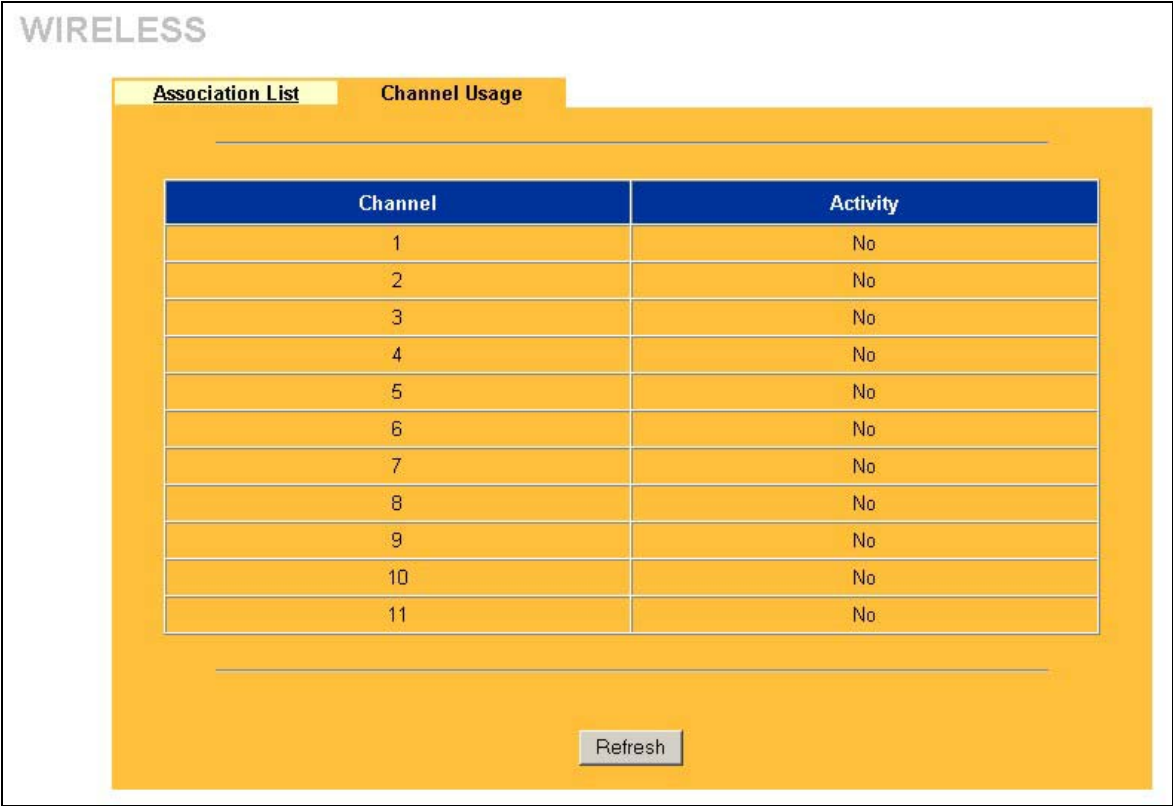 WIRELESS
Association List Channel Usage
Channel Activity
1 No
2 No
3 No
4 No
5 No
6 No
7 No
8 No
9 No
10 No
11 No
Refresh